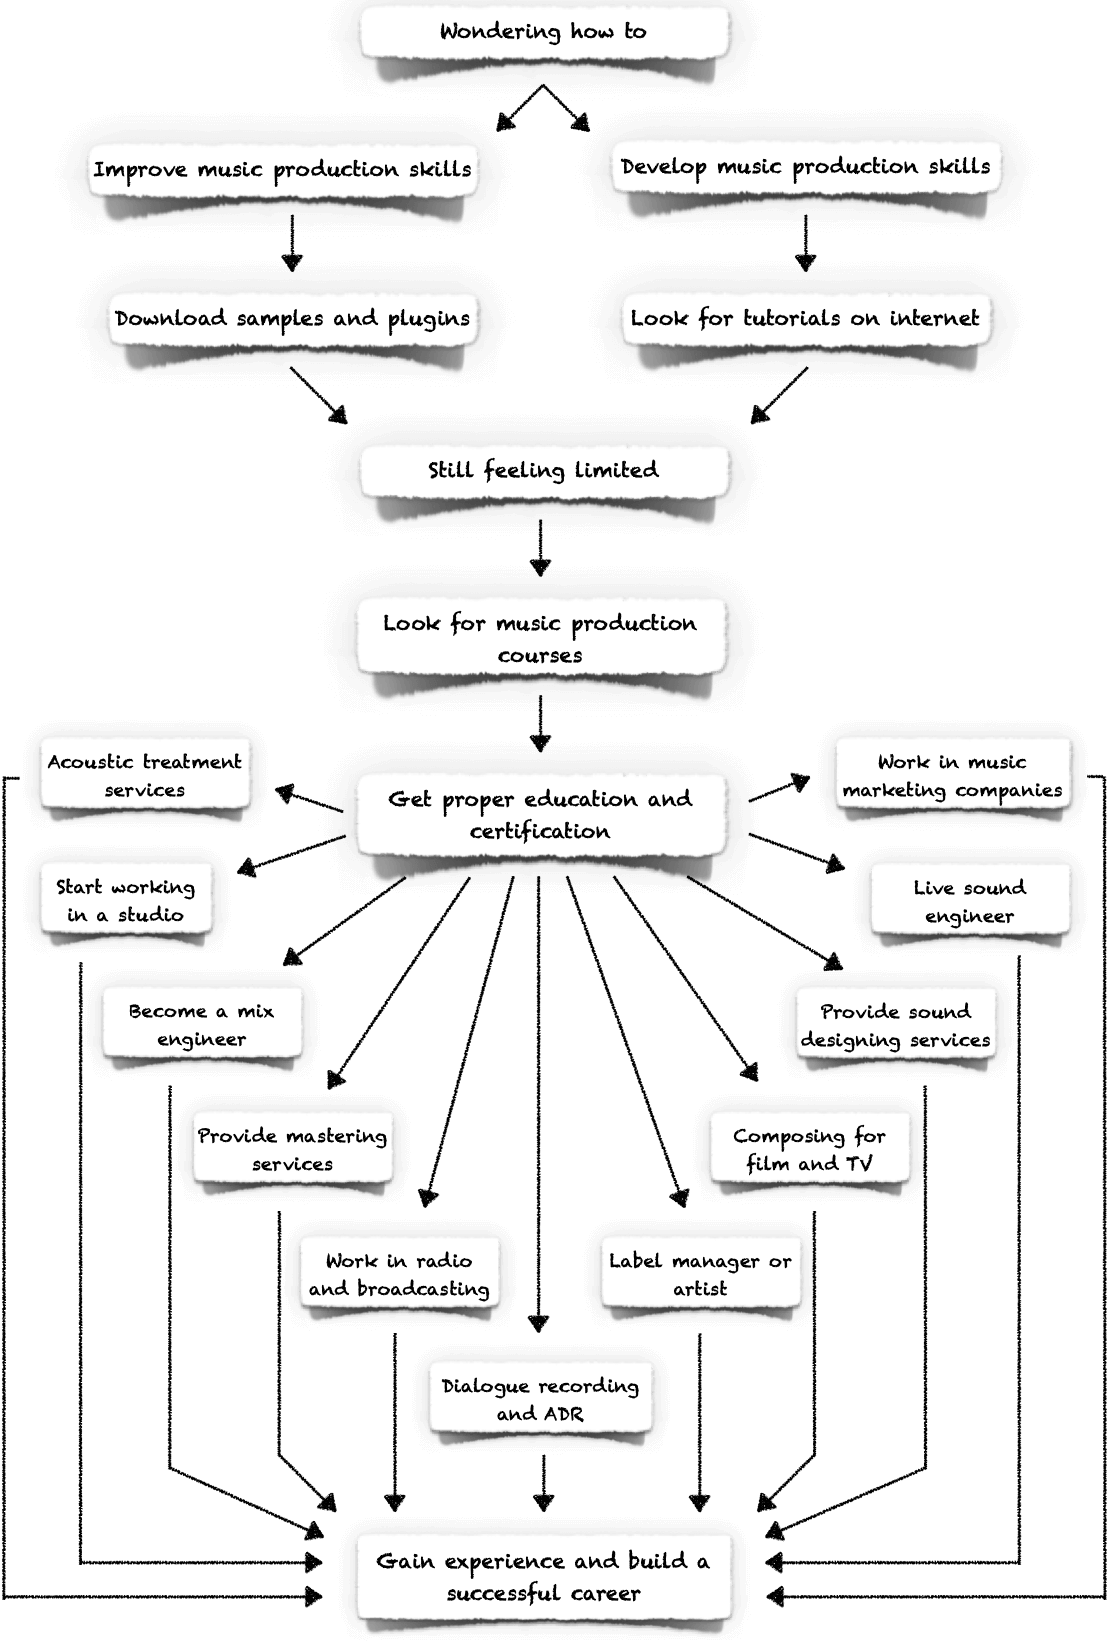 Wondering how to
Improve music production skills
Develop music production skills
Download samples and plugins
Look for tutorials on internet
Still feeling limited
Look for music production
courses
Acoustic treatment
services
Get proper education and
certification
Work in music
marketing companies
Start working
in a studio
Live sound
engineer
Become a mix
engineer
Provide sound
designing services
Provide mastering
services
Composing for
film and TV
Work in radio
and broadcasting
Label manager or
artist
Dialogue recording
and ADR
Gain experience and build a
successful career